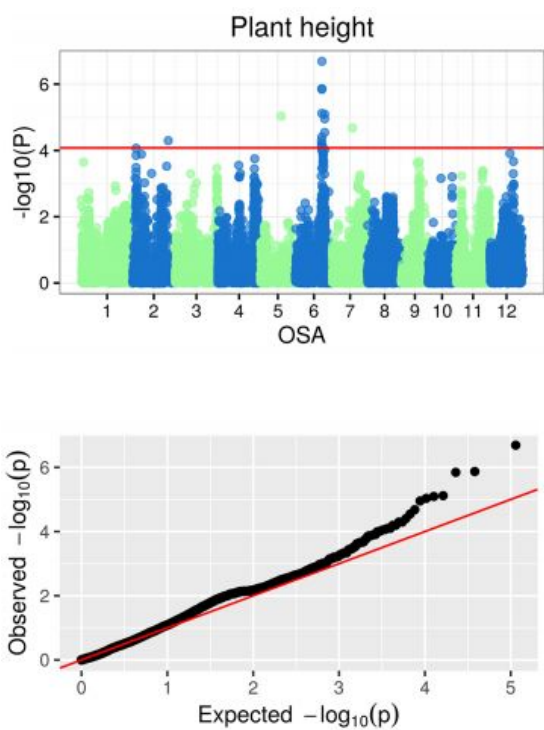 Plant height
-log10(P)
6
4
2
0
1 2 3 4 5 6 7 8 9 10 11 12
OSA
Observed −log₁₀(p)
6
4
2
0
0 1 2 3 4 5
Expected −log₁₀(p)